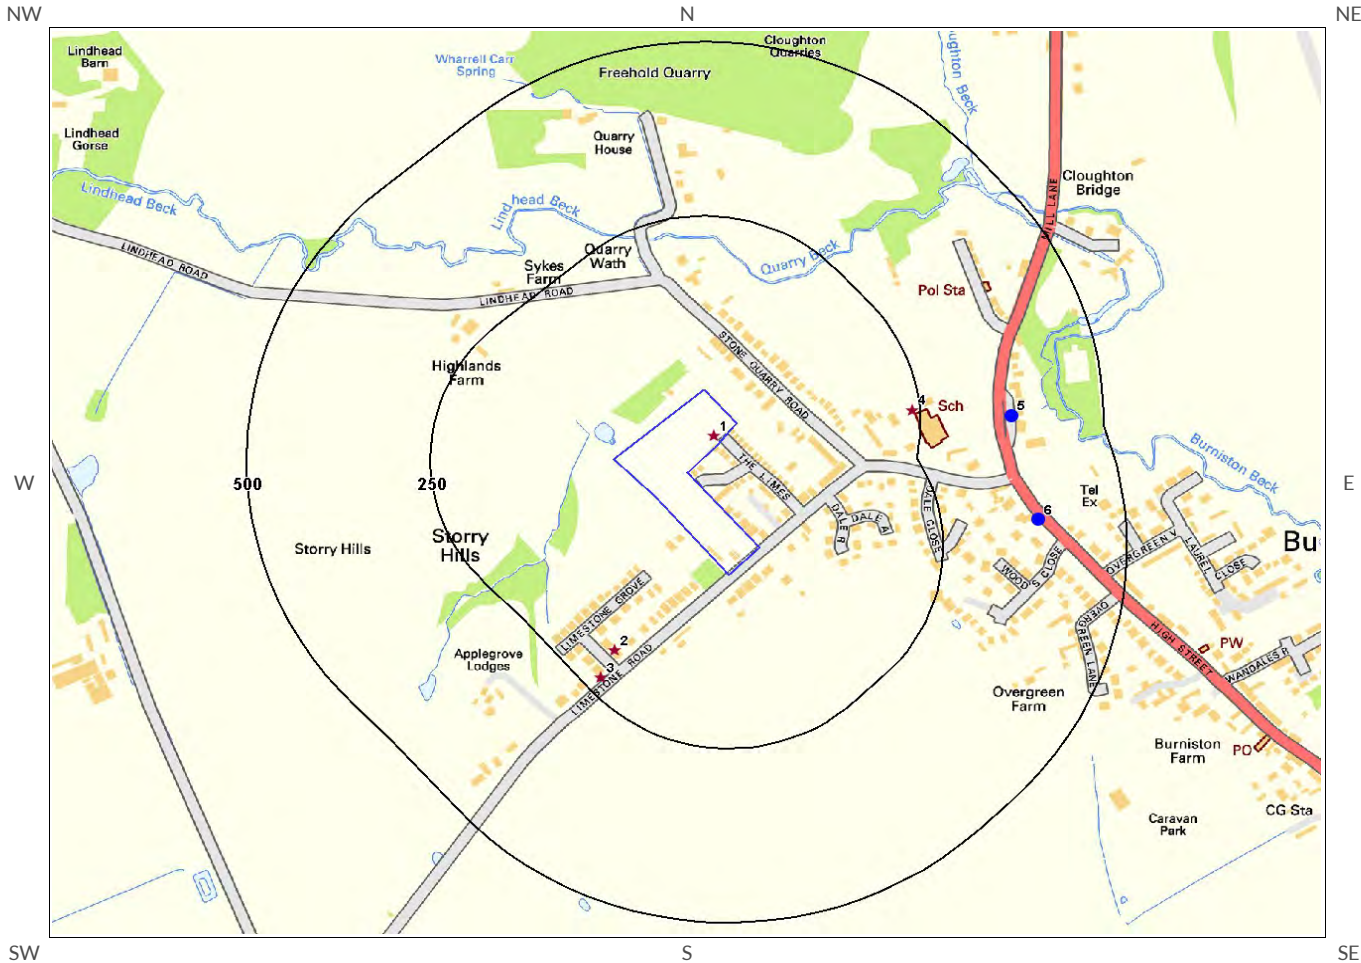 NW
N
NE
Lindhead
Barn
Wharrell Carr
Spring
Freehold Quarry
Cloughton
Quarries
ughton Beck
Lindhead
Gorse
Quarry
House
Cloughton
Bridge
MILL LANE
Lindhead Beck
Lindhead Beck
LINDHEAD ROAD
Quarry
Wath
Quarry Beck
Sykes
Farm
LINDHEAD ROAD
Pol Sta
STONE QUARRY ROAD
Highlands
Farm
4
Sch
5
1
THE LIMES
Burniston Beck
W
500
250
E
Tel
Ex
6
DALE R
DALE A
DALE CLOSE
Storry Hills
Storry
Hills
Bu
OVERGREEN V
LAUREL CLOSE
WOOD S CLOSE
LIMESTONE GROVE
OVERGREEN LANE
HIGH STREET
2
3
LIMESTONE ROAD
PW
WANDALES R
Applegrove
Lodges
Overgreen
Farm
Burniston
Farm
PO
CG Sta
Caravan
Park
SW
S
SE